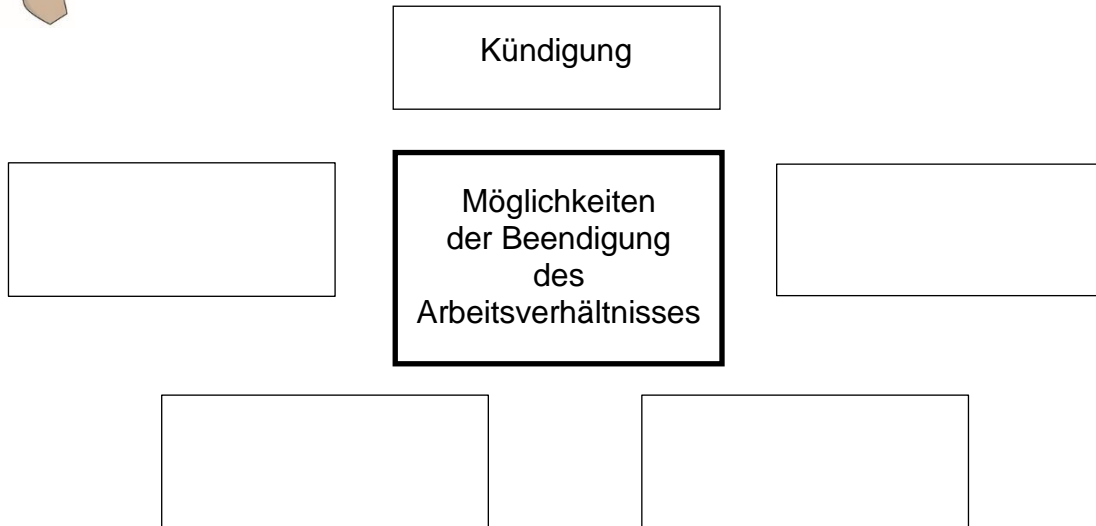 Kündigung
Möglichkeiten
der Beendigung
des
Arbeitsverhältnisses